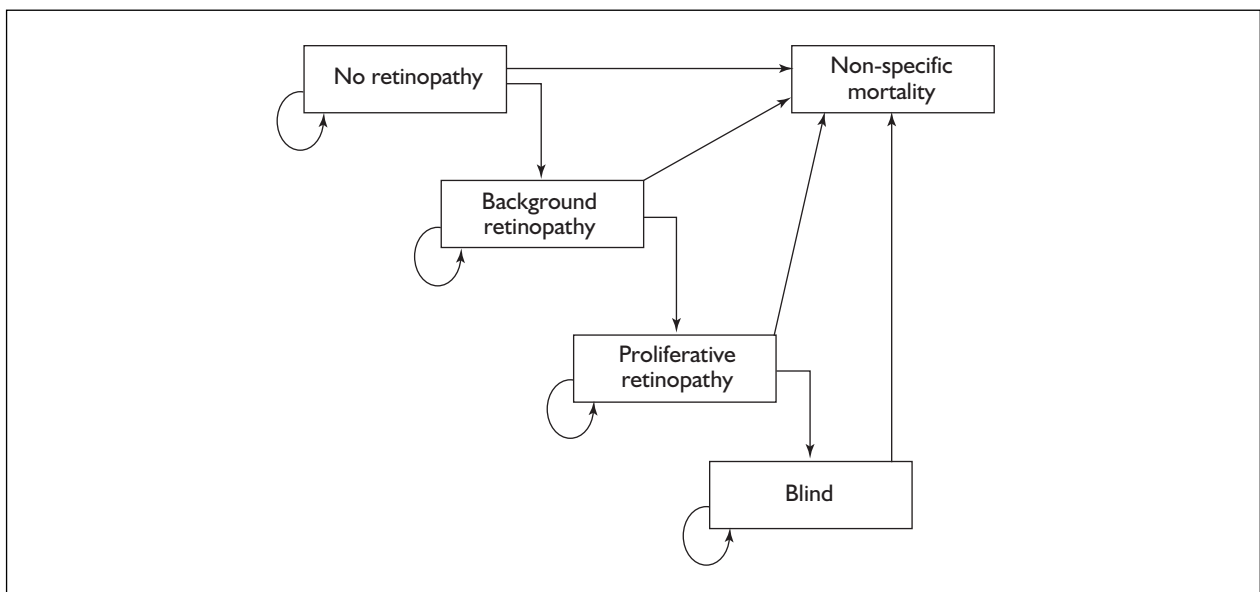 No retinopathy
Non-specific
mortality
Background
retinopathy
Proliferative
retinopathy
Blind